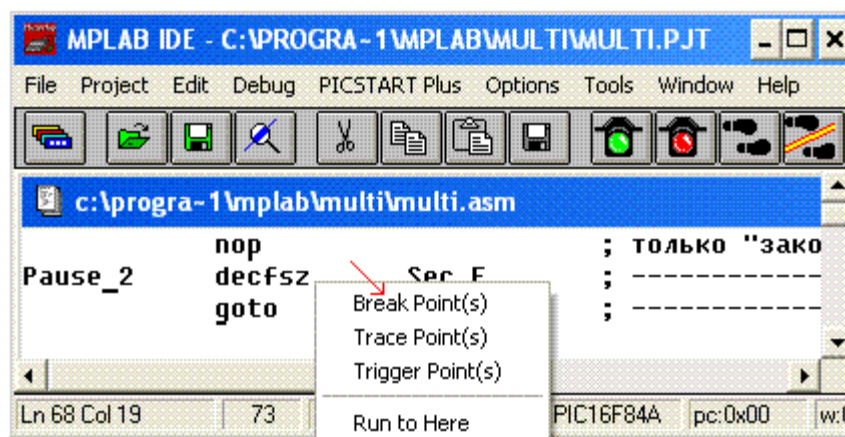 MPLAB IDE - C:\PROGRA~1\MPLAB\MULTI\MULTI.PJT
File Project Edit Debug PICSTART Plus Options Tools Window Help
c:\progra~1\mplab\multi\multi.asm
nop ; только "зако
Pause_2 decfsz Sec F ; ------------
goto ; ------------
Break Point(s)
Trace Point(s)
Trigger Point(s)
Run to Here
Ln 68 Col 19 73 PIC16F84A pc:0x00 w: